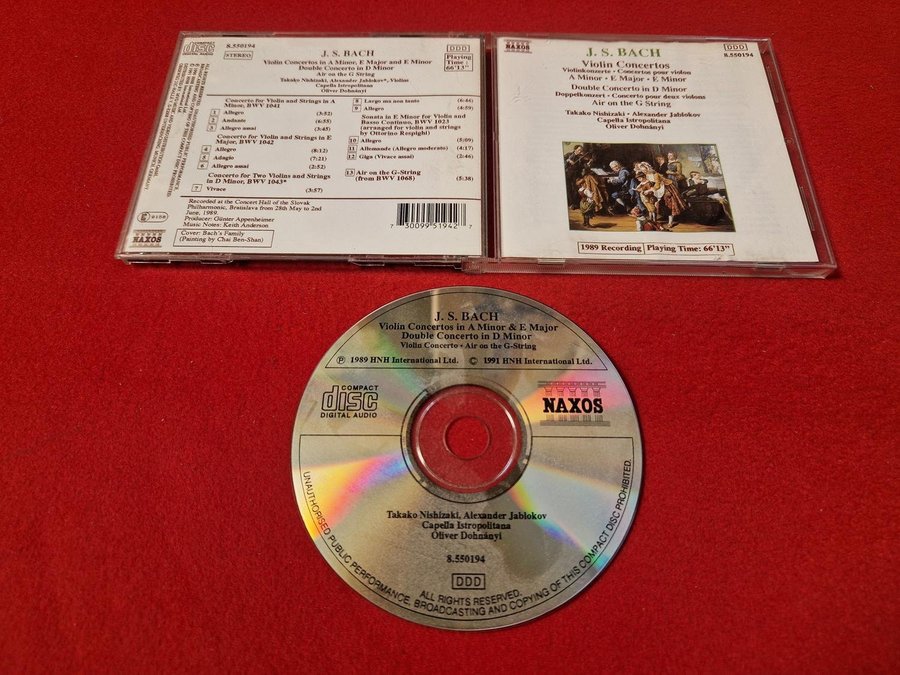 COMPACT
disc
DIGITAL AUDIO
8.550194
STEREO
J. S. BACH
Violin Concertos in A Minor, E Major and E Minor
Double Concerto in D Minor
Air on the G String
Takako Nishizaki, Alexander Jablokov*, Violins
Capella Istropolitana
Oliver Dohnányi
DDD
Playing
Time :
66'13"
Concerto for Violin and Strings in A
Minor, BWV 1041
1 Allegro (3:52)
2 Andante (6:55)
3 Allegro assai (3:45)
Concerto for Violin and Strings in E
Major, BWV 1042
4 Allegro (8:12)
5 Adagio (7:21)
6 Allegro assai (2:52)
Concerto for Two Violins and Strings
in D Minor, BWV 1043*
7 Vivace (3:57)
8 Largo ma non tanto (6:46)
9 Allegro (4:59)
Sonata in E Minor for Violin and
Basso Continuo, BWV 1023
(arranged for violin and strings
by Ottorino Respighi)
10 Allegro (5:09)
11 Allemande (Allegro moderato) (4:17)
12 Giga (Vivace assai) (2:46)
13 Air on the G-String
(from BWV 1068) (5:38)
Recorded at the Concert Hall of the Slovak
Philharmonic, Bratislava from 28th May to 2nd
June, 1989.
Producer: Günter Appenheimer
Music Notes: Keith Anderson
Cover: Bach's Family
(Painting by Chai Ben-Shan)
NAXOS
7 30099 51942 7
NAXOS
J. S. BACH
DDD
8.550194
Violin Concertos
Violinkonzerte · Concertos pour violon
A Minor · E Major · E Minor
Double Concerto in D Minor
Doppelkonzert · Concerto pour deux violons
Air on the G String
Takako Nishizaki · Alexander Jablokov
Capella Istropolitana
Oliver Dohnányi
1989 Recording Playing Time: 66'13"
J. S. BACH
Violin Concertos in A Minor & E Major
Double Concerto in D Minor
Violin Concerto · Air on the G-String
Ⓟ 1989 HNH International Ltd. © 1991 HNH International Ltd.
COMPACT
disc
DIGITAL AUDIO
NAXOS
Takako Nishizaki, Alexander Jablokov
Capella Istropolitana
Oliver Dohnányi
8.550194
DDD
ALL RIGHTS RESERVED.
UNAUTHORISED PUBLIC PERFORMANCE, BROADCASTING AND COPYING OF THIS COMPACT DISC PROHIBITED.